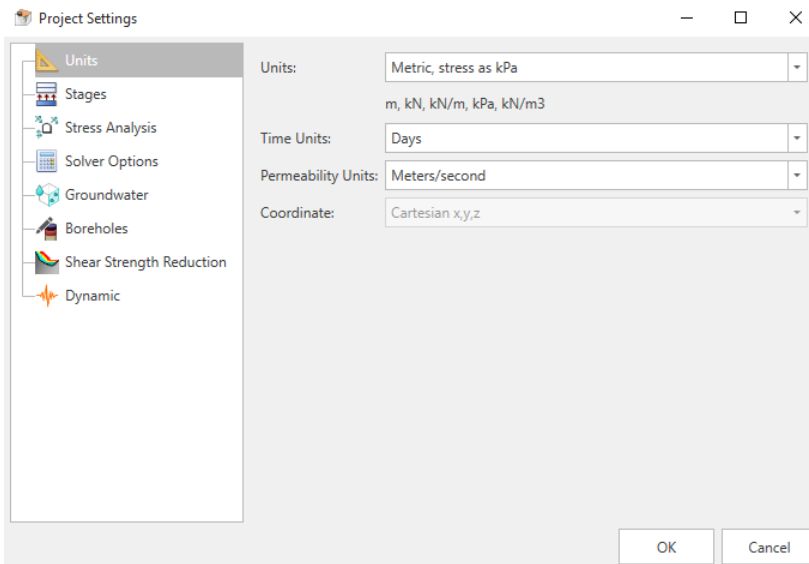 Project Settings
Units
Stages
Stress Analysis
Solver Options
Groundwater
Boreholes
Shear Strength Reduction
Dynamic
Units: Metric, stress as kPa
m, kN, kN/m, kPa, kN/m3
Time Units: Days
Permeability Units: Meters/second
Coordinate: Cartesian x,y,z
OK Cancel